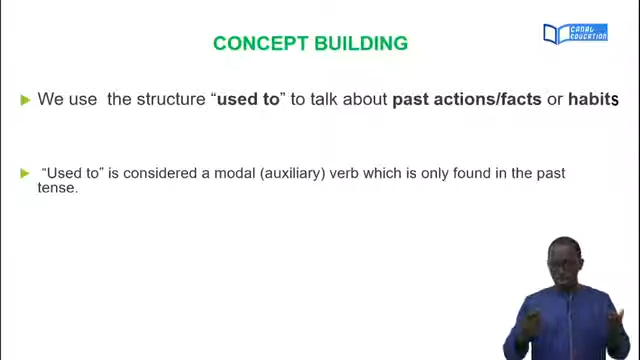 CANAL
EDUCATION
CONCEPT BUILDING
We use the structure “used to” to talk about past actions/facts or habits
“Used to” is considered a modal (auxiliary) verb which is only found in the past
tense.